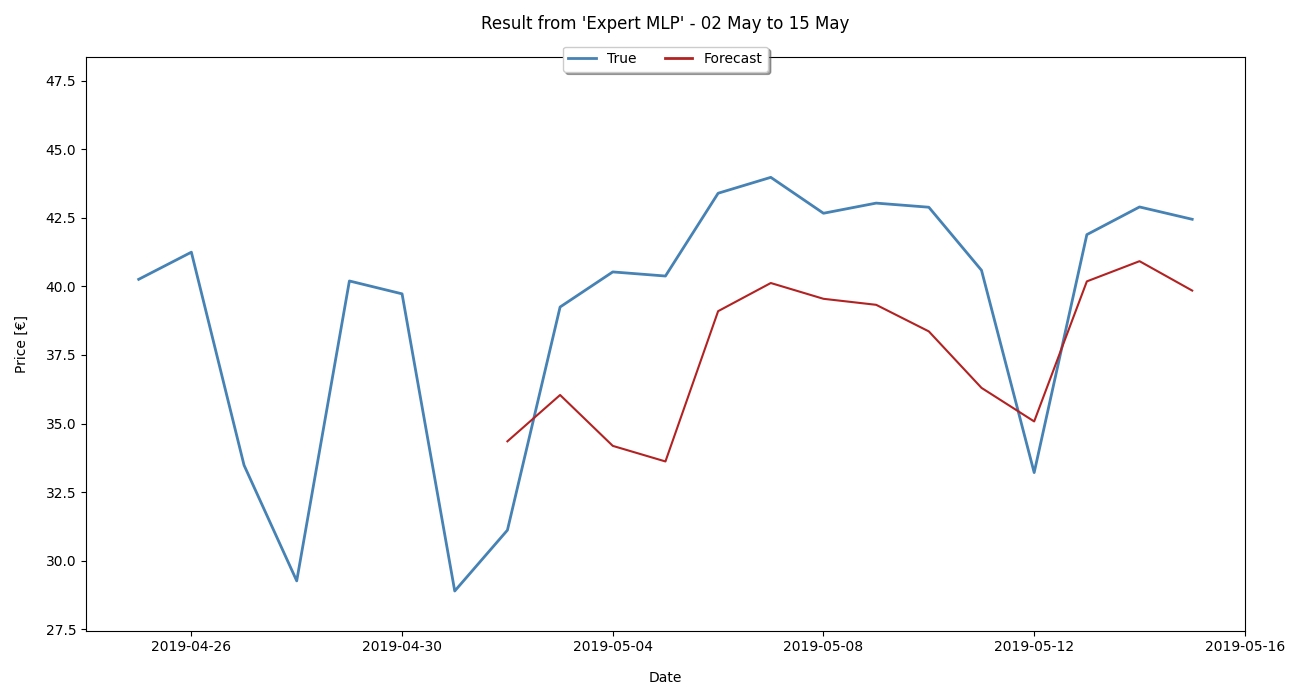 Result from 'Expert MLP' - 02 May to 15 May
True Forecast
47.5
45.0
42.5
40.0
37.5
35.0
32.5
30.0
27.5
Price [€]
2019-04-26 2019-04-30 2019-05-04 2019-05-08 2019-05-12 2019-05-16
Date